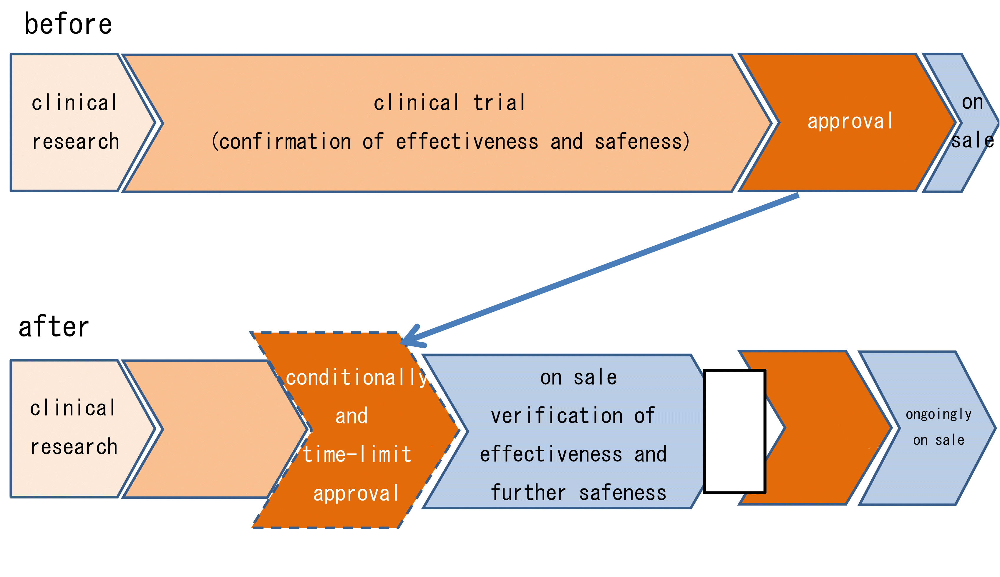 before
clinical
research
clinical trial
(confirmation of effectiveness and safeness)
approval
on
sale
after
clinical
research
conditionally
and
time-limit
approval
on sale
verification of
effectiveness and
further safeness
ongoingly
on sale